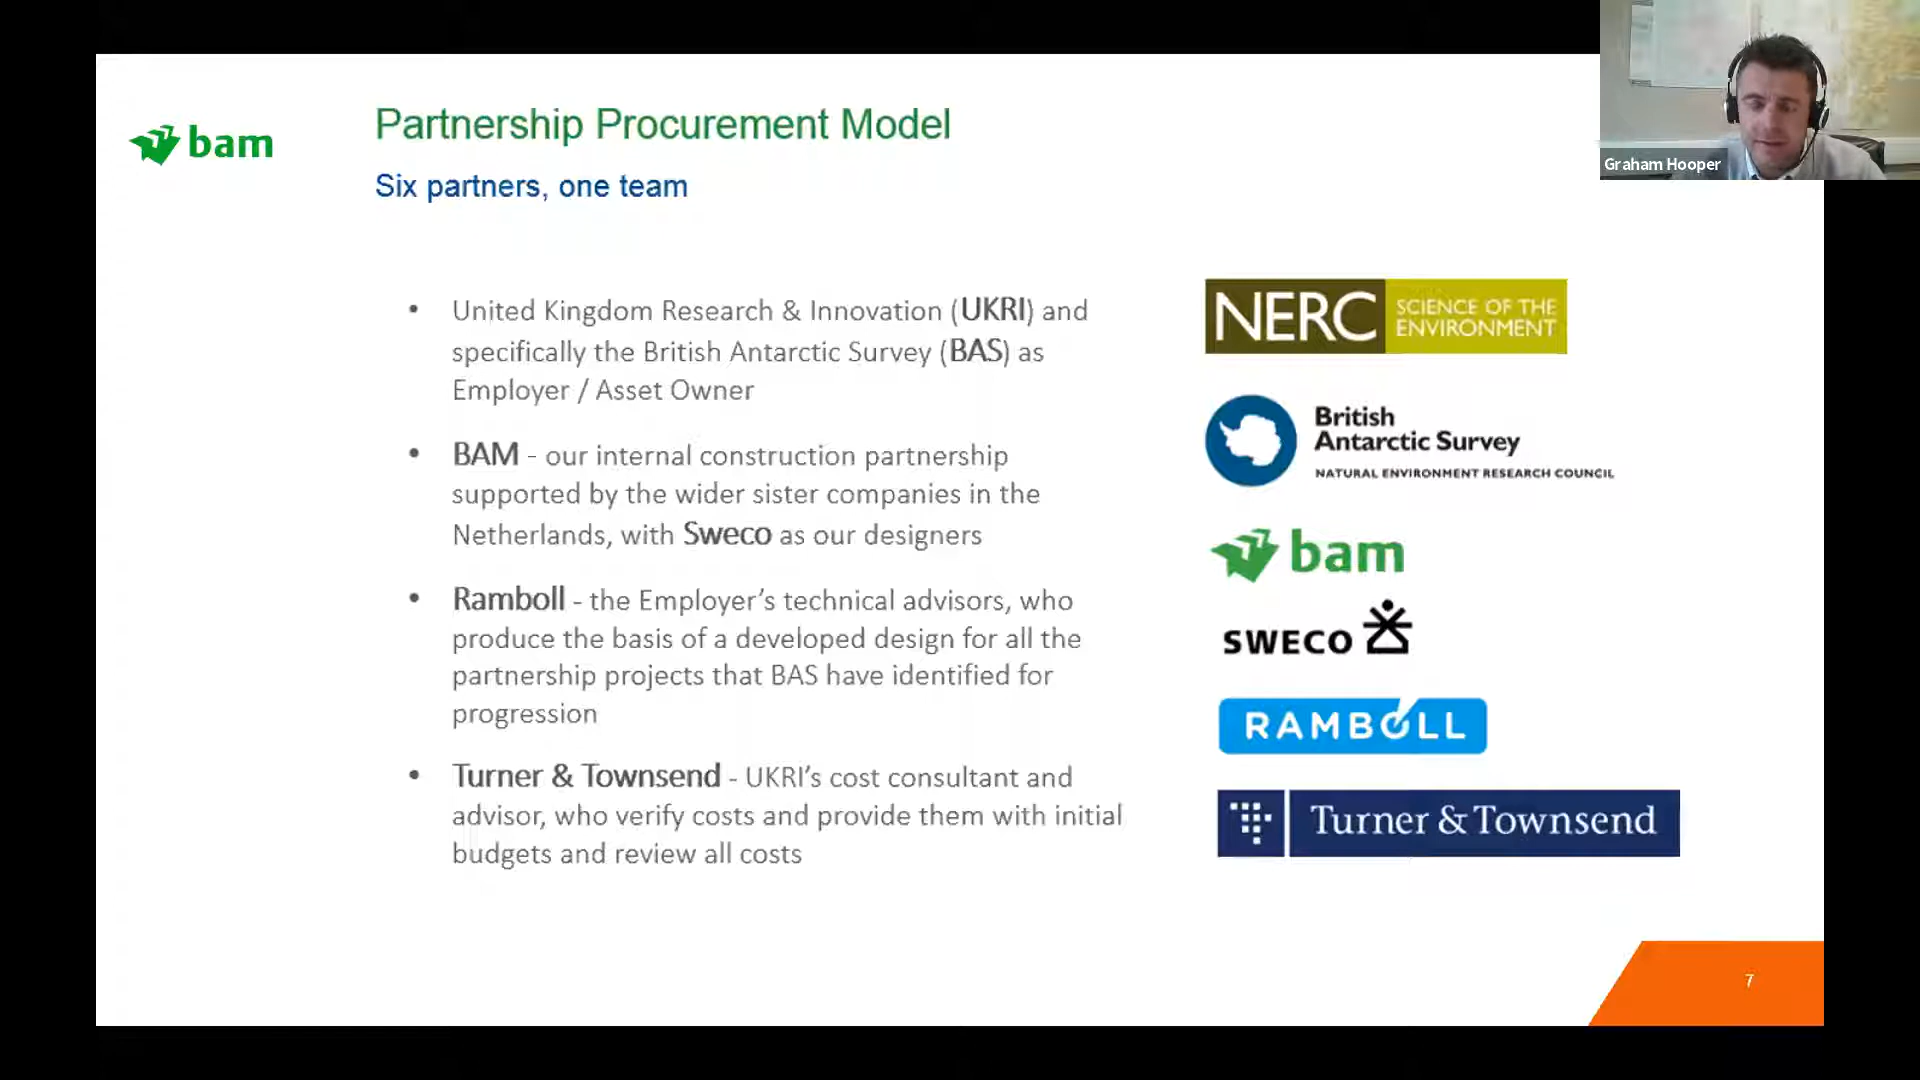 bam
Partnership Procurement Model
Six partners, one team
Graham Hooper
• United Kingdom Research & Innovation (UKRI) and
specifically the British Antarctic Survey (BAS) as
Employer / Asset Owner
• BAM - our internal construction partnership
supported by the wider sister companies in the
Netherlands, with Sweco as our designers
• Ramboll - the Employer’s technical advisors, who
produce the basis of a developed design for all the
partnership projects that BAS have identified for
progression
• Turner & Townsend - UKRI’s cost consultant and
advisor, who verify costs and provide them with initial
budgets and review all costs
NERC SCIENCE OF THE
ENVIRONMENT
British
Antarctic Survey
NATURAL ENVIRONMENT RESEARCH COUNCIL
bam
SWECO
RAMBOLL
Turner & Townsend
7